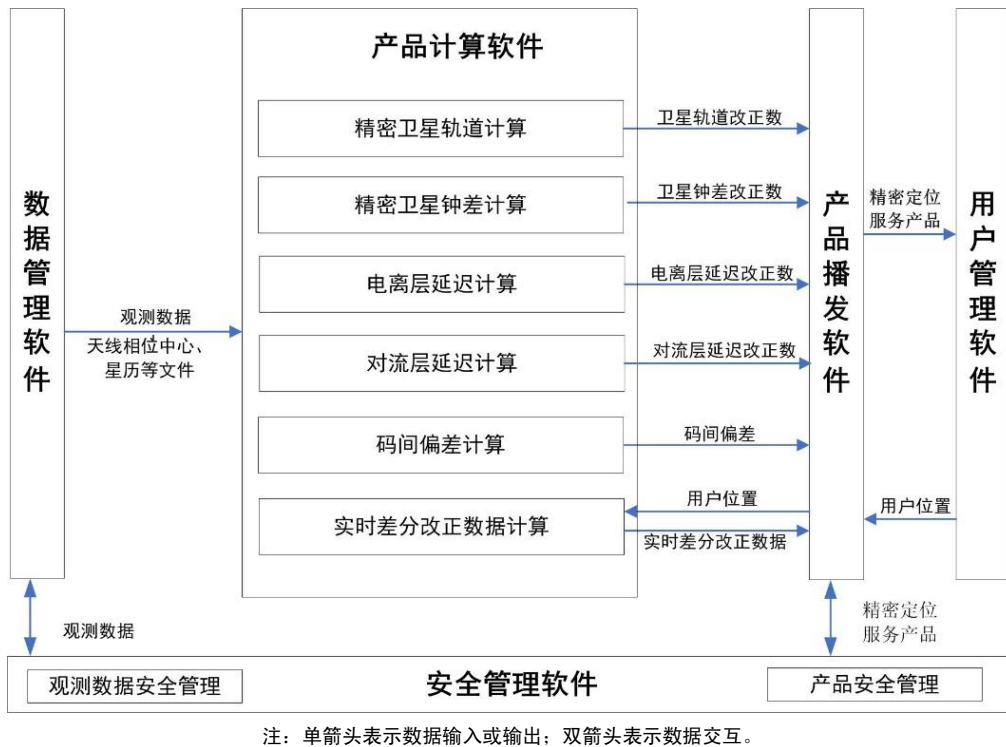 数据管理软件
观测数据
天线相位中心、
星历等文件
产品计算软件
精密卫星轨道计算
精密卫星钟差计算
电离层延迟计算
对流层延迟计算
码间偏差计算
实时差分改正数据计算
卫星轨道改正数
卫星钟差改正数
电离层延迟改正数
对流层延迟改正数
码间偏差
用户位置
实时差分改正数据
产品播发软件
精密定位
服务产品
用户位置
用户管理软件
观测数据
精密定位
服务产品
观测数据安全管理
安全管理软件
产品安全管理
注：单箭头表示数据输入或输出；双箭头表示数据交互。